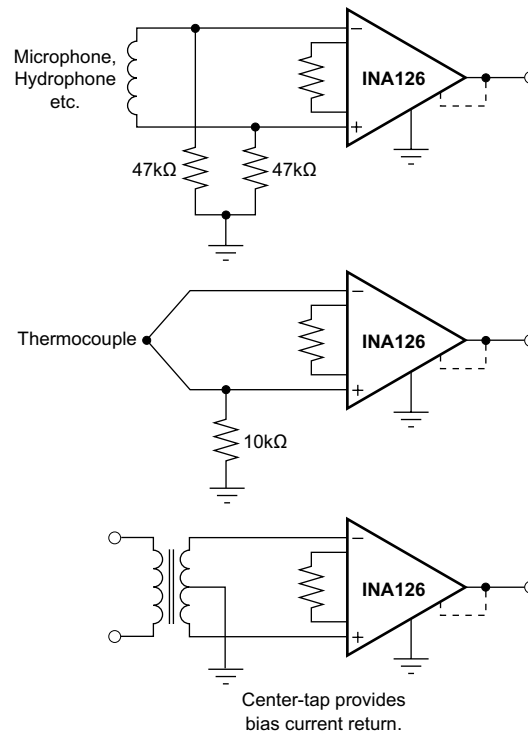 Microphone,
Hydrophone
etc.
−
INA126
+
47kΩ
47kΩ
−
Thermocouple
INA126
+
10kΩ
−
INA126
+
Center-tap provides
bias current return.